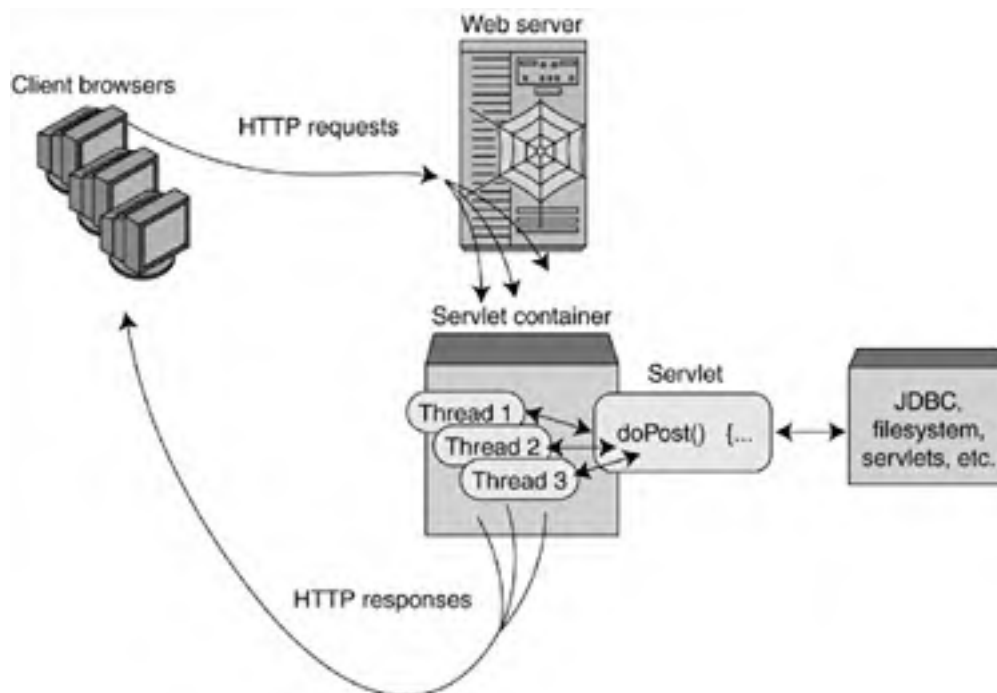 Web server
Client browsers
HTTP requests
Servlet container
Servlet
Thread 1
Thread 2
Thread 3
doPost() {...
JDBC,
filesystem,
servlets, etc.
HTTP responses